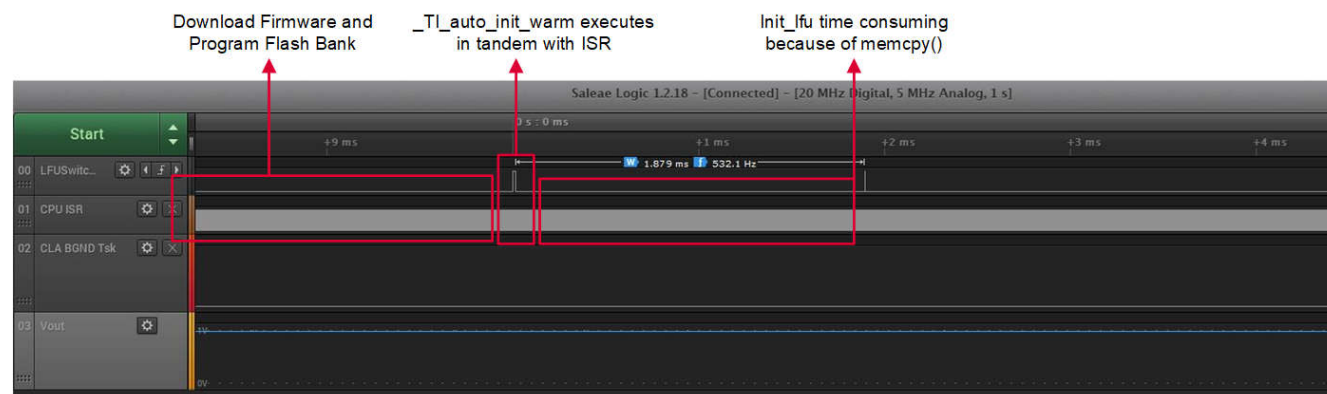 Download Firmware and
Program Flash Bank
_TI_auto_init_warm executes
in tandem with ISR
Init_lfu time consuming
because of memcpy()
Saleae Logic 1.2.18 - [Connected] - [20 MHz Digital, 5 MHz Analog, 1 s]
Start
0 s : 0 ms
+9 ms
+1 ms
+2 ms
+3 ms
+4 ms
00 LFUSwitc...
W 1.879 ms f 532.1 Hz
01 CPU ISR
02 CLA BGND Tsk
03 Vout
1V
0V